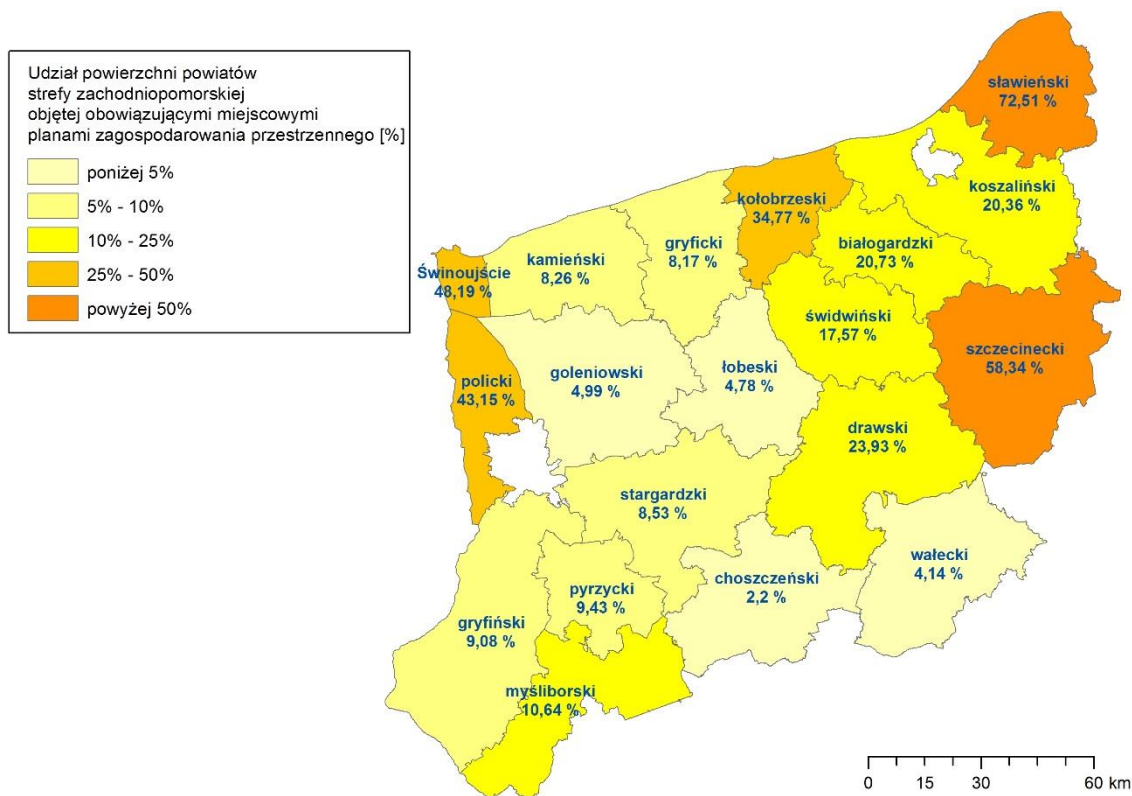 Udział powierzchni powiatów
strefy zachodniopomorskiej
objętej obowiązującymi miejscowymi
planami zagospodarowania przestrzennego [%]
poniżej 5%
5% - 10%
10% - 25%
25% - 50%
powyżej 50%
sławieński
72,51 %
koszaliński
20,36 %
kołobrzeski
34,77 %
białogardzki
20,73 %
gryficki
8,17 %
kamieński
8,26 %
Świnoujście
48,19 %
świdwiński
17,57 %
szczecinecki
58,34 %
policki
43,15 %
goleniowski
4,99 %
łobeski
4,78 %
drawski
23,93 %
stargardzki
8,53 %
wałecki
4,14 %
choszczeński
2,2 %
pyrzycki
9,43 %
gryfiński
9,08 %
myśliborski
10,64 %
0 15 30 60 km